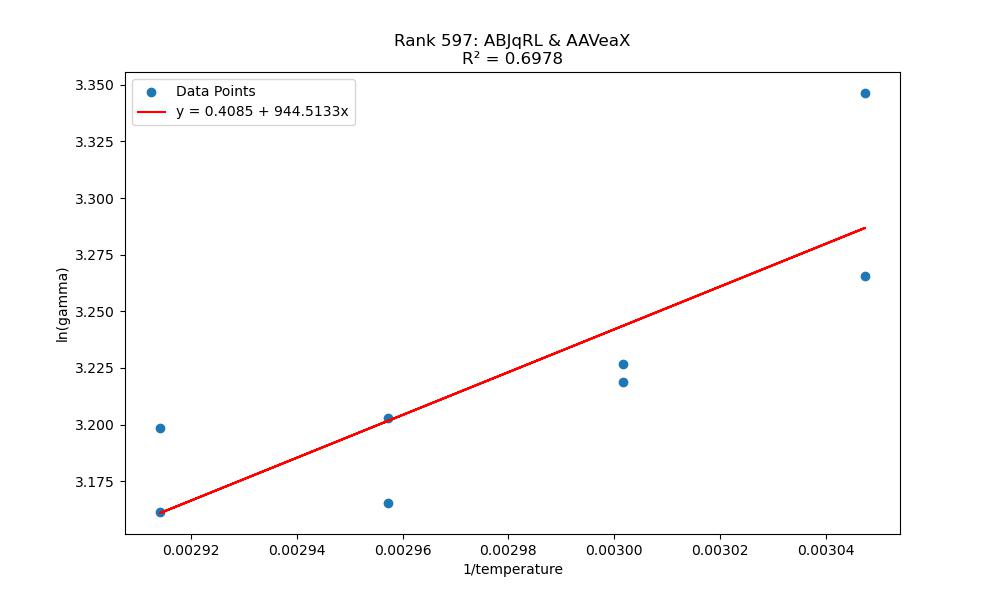 Rank 597: ABJqRL & AAVeaX
R² = 0.6978
Data Points
y = 0.4085 + 944.5133x
3.350
3.325
3.300
3.275
3.250
3.225
3.200
3.175
ln(gamma)
0.00292
0.00294
0.00296
0.00298
0.00300
0.00302
0.00304
1/temperature